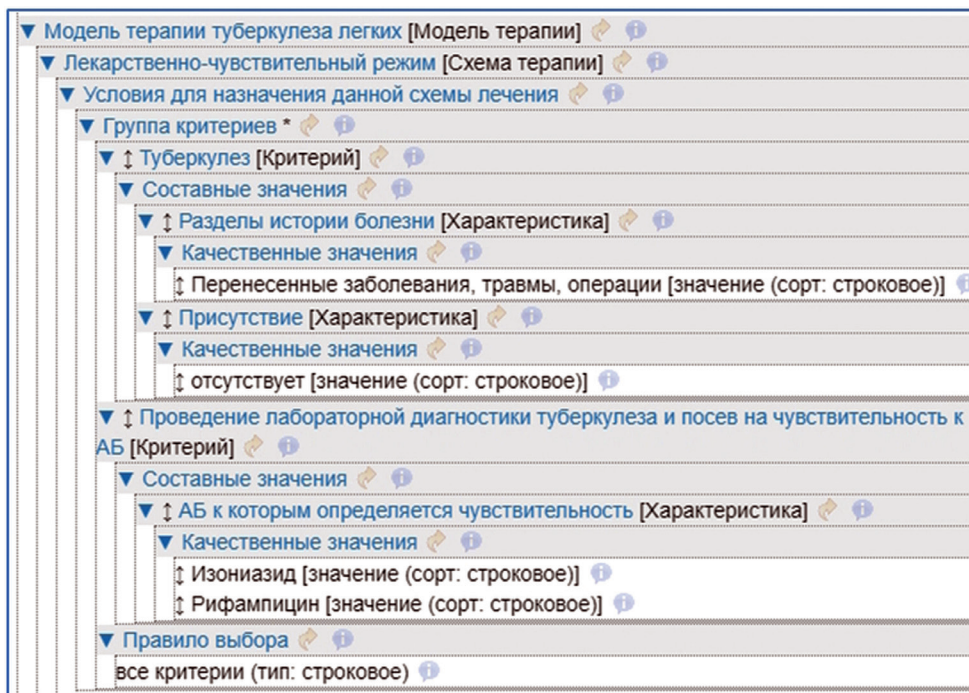 Модель терапии туберкулеза легких [Модель терапии]
Лекарственно-чувствительный режим [Схема терапии]
Условия для назначения данной схемы лечения
Группа критериев *
Туберкулез [Критерий]
Составные значения
Разделы истории болезни [Характеристика]
Качественные значения
Перенесенные заболевания, травмы, операции [значение (сорт: строковое)]
Присутствие [Характеристика]
Качественные значения
отсутствует [значение (сорт: строковое)]
Проведение лабораторной диагностики туберкулеза и посев на чувствительность к
АБ [Критерий]
Составные значения
АБ к которым определяется чувствительность [Характеристика]
Качественные значения
Изониазид [значение (сорт: строковое)]
Рифампицин [значение (сорт: строковое)]
Правило выбора
все критерии (тип: строковое)